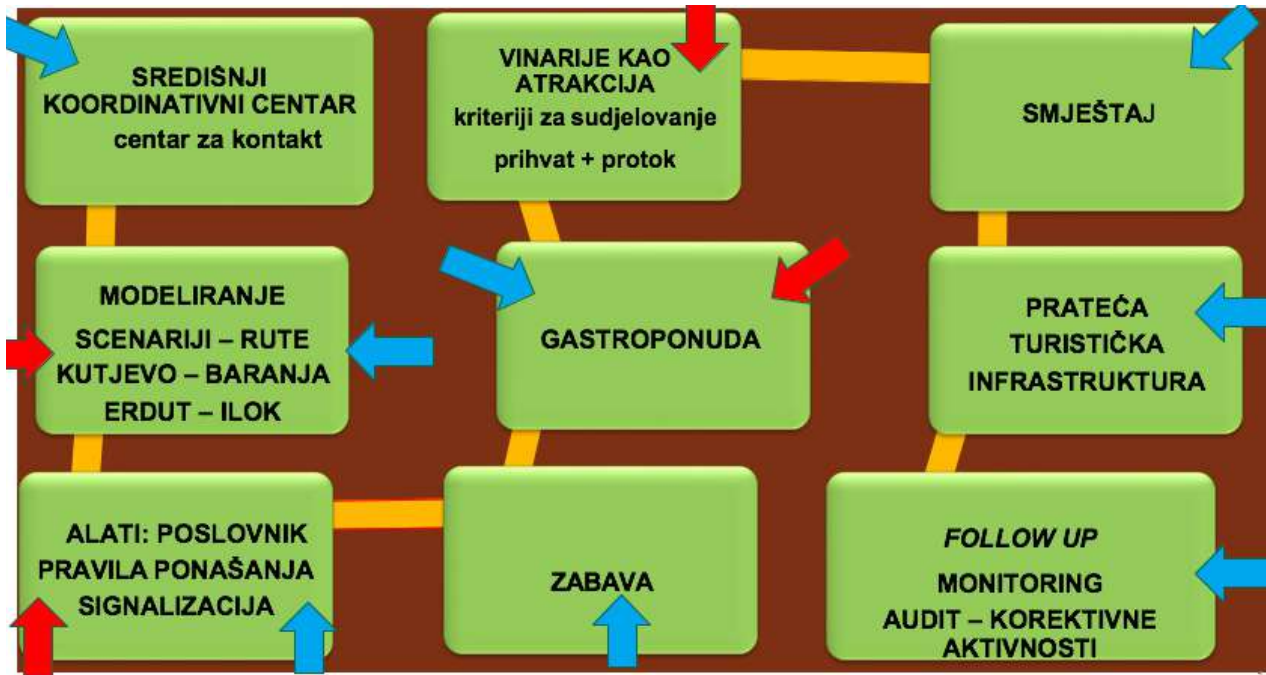 SREDIŠNJI
KOORDINATIVNI CENTAR
centar za kontakt
MODELIRANJE
SCENARIJI – RUTE
KUTJEVO – BARANJA
ERDUT – ILOK
ALATI: POSLOVNIK
PRAVILA PONAŠANJA
SIGNALIZACIJA
ZABAVA
GASTROPONUDA
VINARIJE KAO
ATRAKCIJA
kriteriji za sudjelovanje
prihvat + protok
SMJEŠTAJ
PRATEĆA
TURISTIČKA
INFRASTRUKTURA
FOLLOW UP
MONITORING
AUDIT – KOREKTIVNE
AKTIVNOSTI